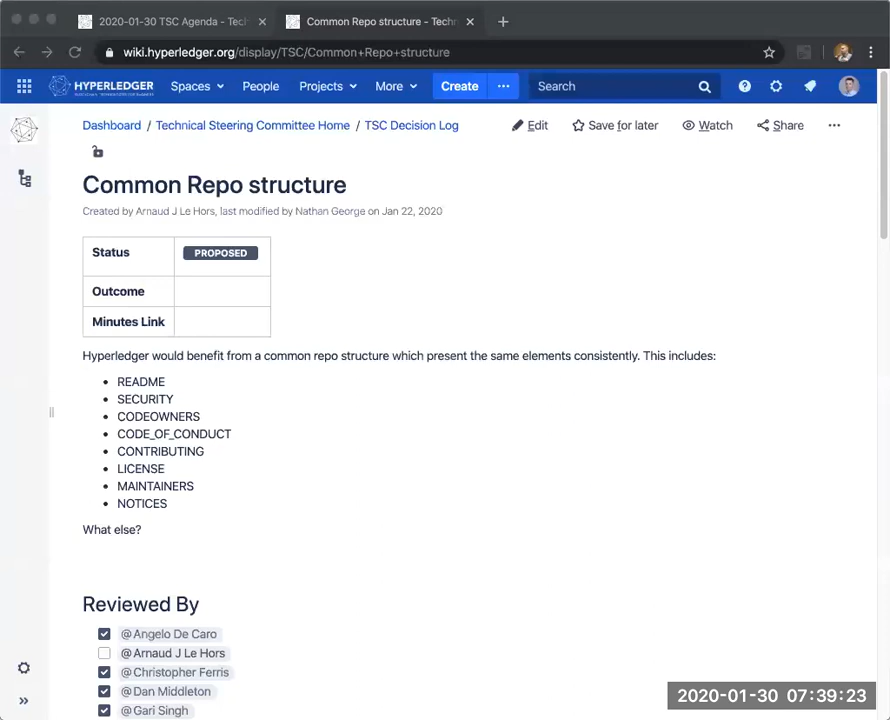 2020-01-30 TSC Agenda - Tec
Common Repo structure - Techn
wiki.hyperledger.org/display/TSC/Common+Repo+structure
HYPERLEDGER
Spaces
People
Projects
More
Create
Search
Dashboard / Technical Steering Committee Home / TSC Decision Log
Edit
Save for later
Watch
Share
Common Repo structure
Created by Arnaud J Le Hors, last modified by Nathan George on Jan 22, 2020
Status PROPOSED
Outcome
Minutes Link
Hyperledger would benefit from a common repo structure which present the same elements consistently. This includes:
• README
• SECURITY
• CODEOWNERS
• CODE_OF_CONDUCT
• CONTRIBUTING
• LICENSE
• MAINTAINERS
• NOTICES
What else?
Reviewed By
@Angelo De Caro
@Arnaud J Le Hors
@Christopher Ferris
@Dan Middleton
@Gari Singh
2020-01-30 07:39:23